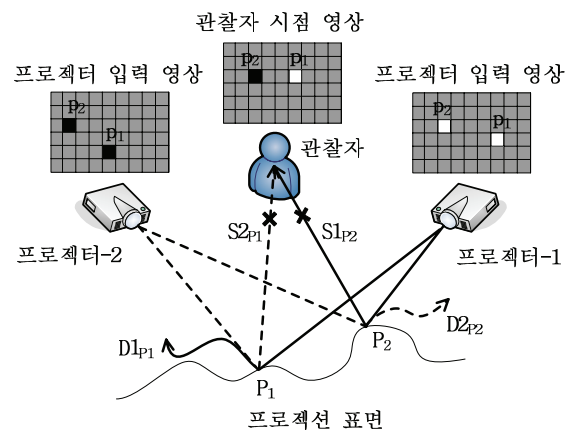 관찰자 시점 영상
p2 p1
프로젝터 입력 영상
p2
p1
프로젝터 입력 영상
p2
p1
관찰자
프로젝터-2
프로젝터-1
S2P1
S1P2
D1P1
D2P2
P1
P2
프로젝션 표면